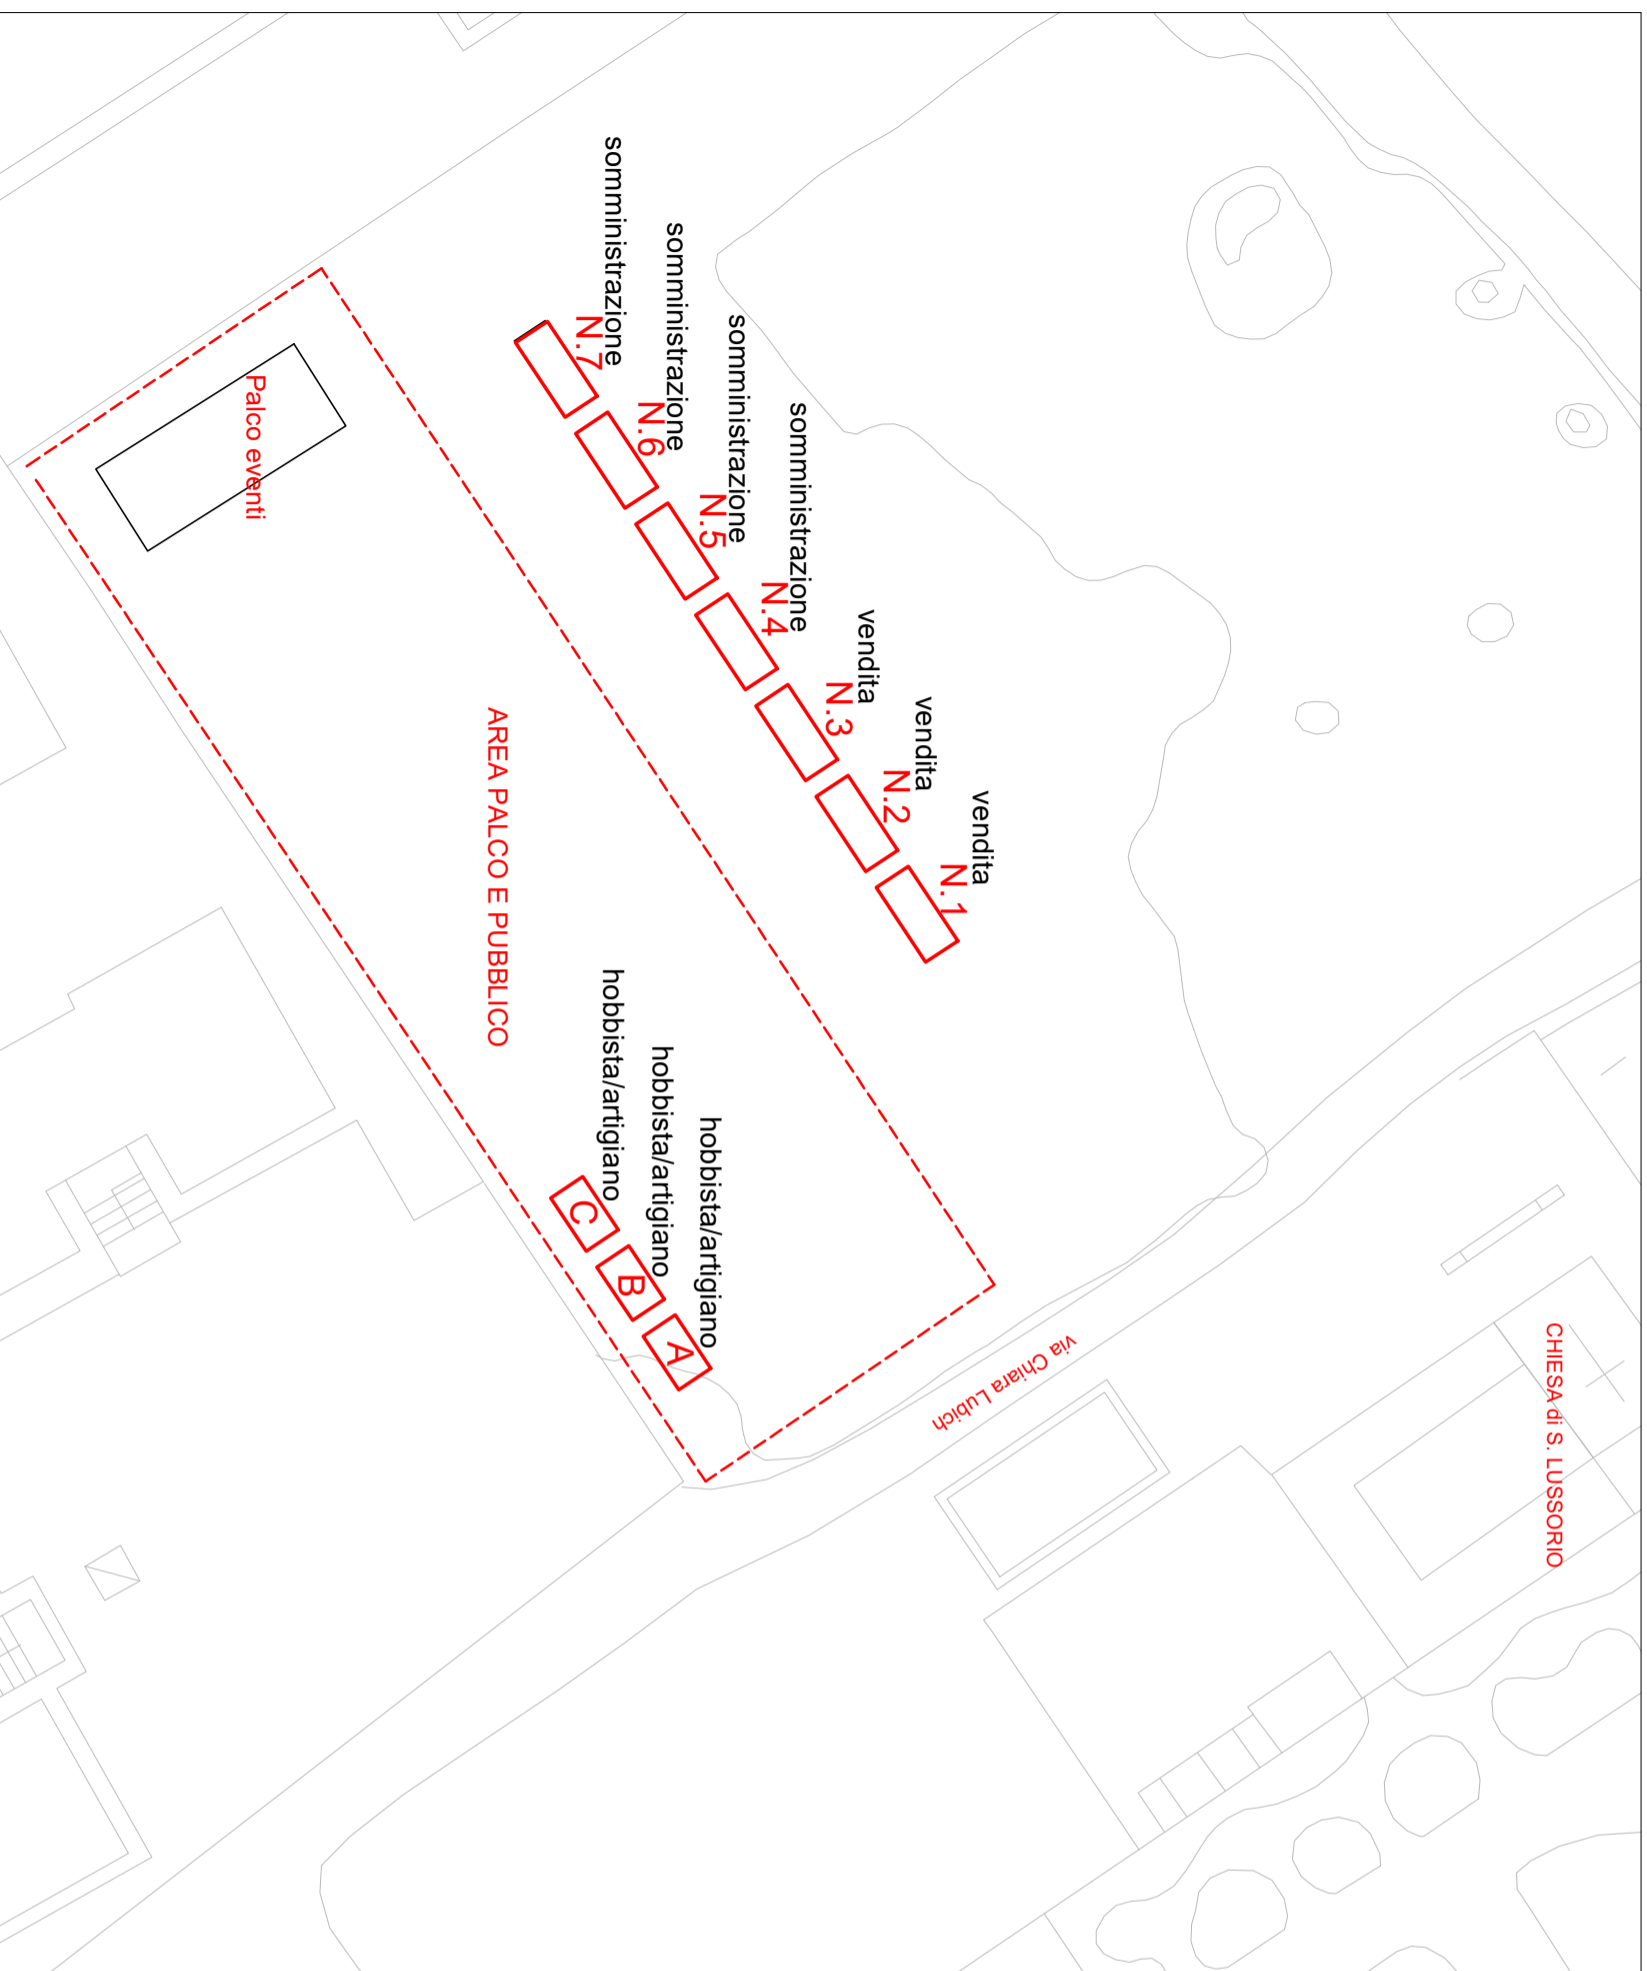 CHIESA di S. LUSSORIO
via Chiara Lubich
vendita
N.1
vendita
N.2
vendita
N.3
somministrazione
N.4
somministrazione
N.5
somministrazione
N.6
somministrazione
N.7
hobbista/artigiano
A
hobbista/artigiano
B
hobbista/artigiano
C
AREA PALCO E PUBBLICO
Palco eventi